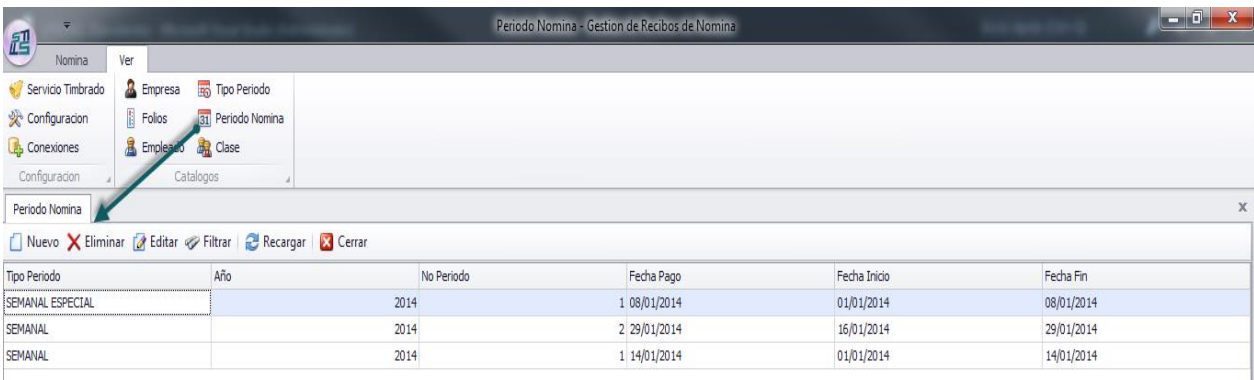 Periodo Nomina - Gestion de Recibos de Nomina
Nomina Ver
Servicio Timbrado Empresa Tipo Periodo
Configuracion Folios 31 Periodo Nomina
Conexiones Empleado Clase
Configuracion Catalogos
Periodo Nomina
Nuevo Eliminar Editar Filtrar Recargar Cerrar
Tipo Periodo Año No Periodo Fecha Pago Fecha Inicio Fecha Fin
SEMANAL ESPECIAL 2014 1 08/01/2014 01/01/2014 08/01/2014
SEMANAL 2014 2 29/01/2014 16/01/2014 29/01/2014
SEMANAL 2014 1 14/01/2014 01/01/2014 14/01/2014